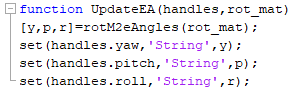 function UpdateEA(handles,rot_mat)
[y,p,r]=rotM2eAngles(rot_mat);
set(handles.yaw,'String',y);
set(handles.pitch,'String',p);
set(handles.roll,'String',r);